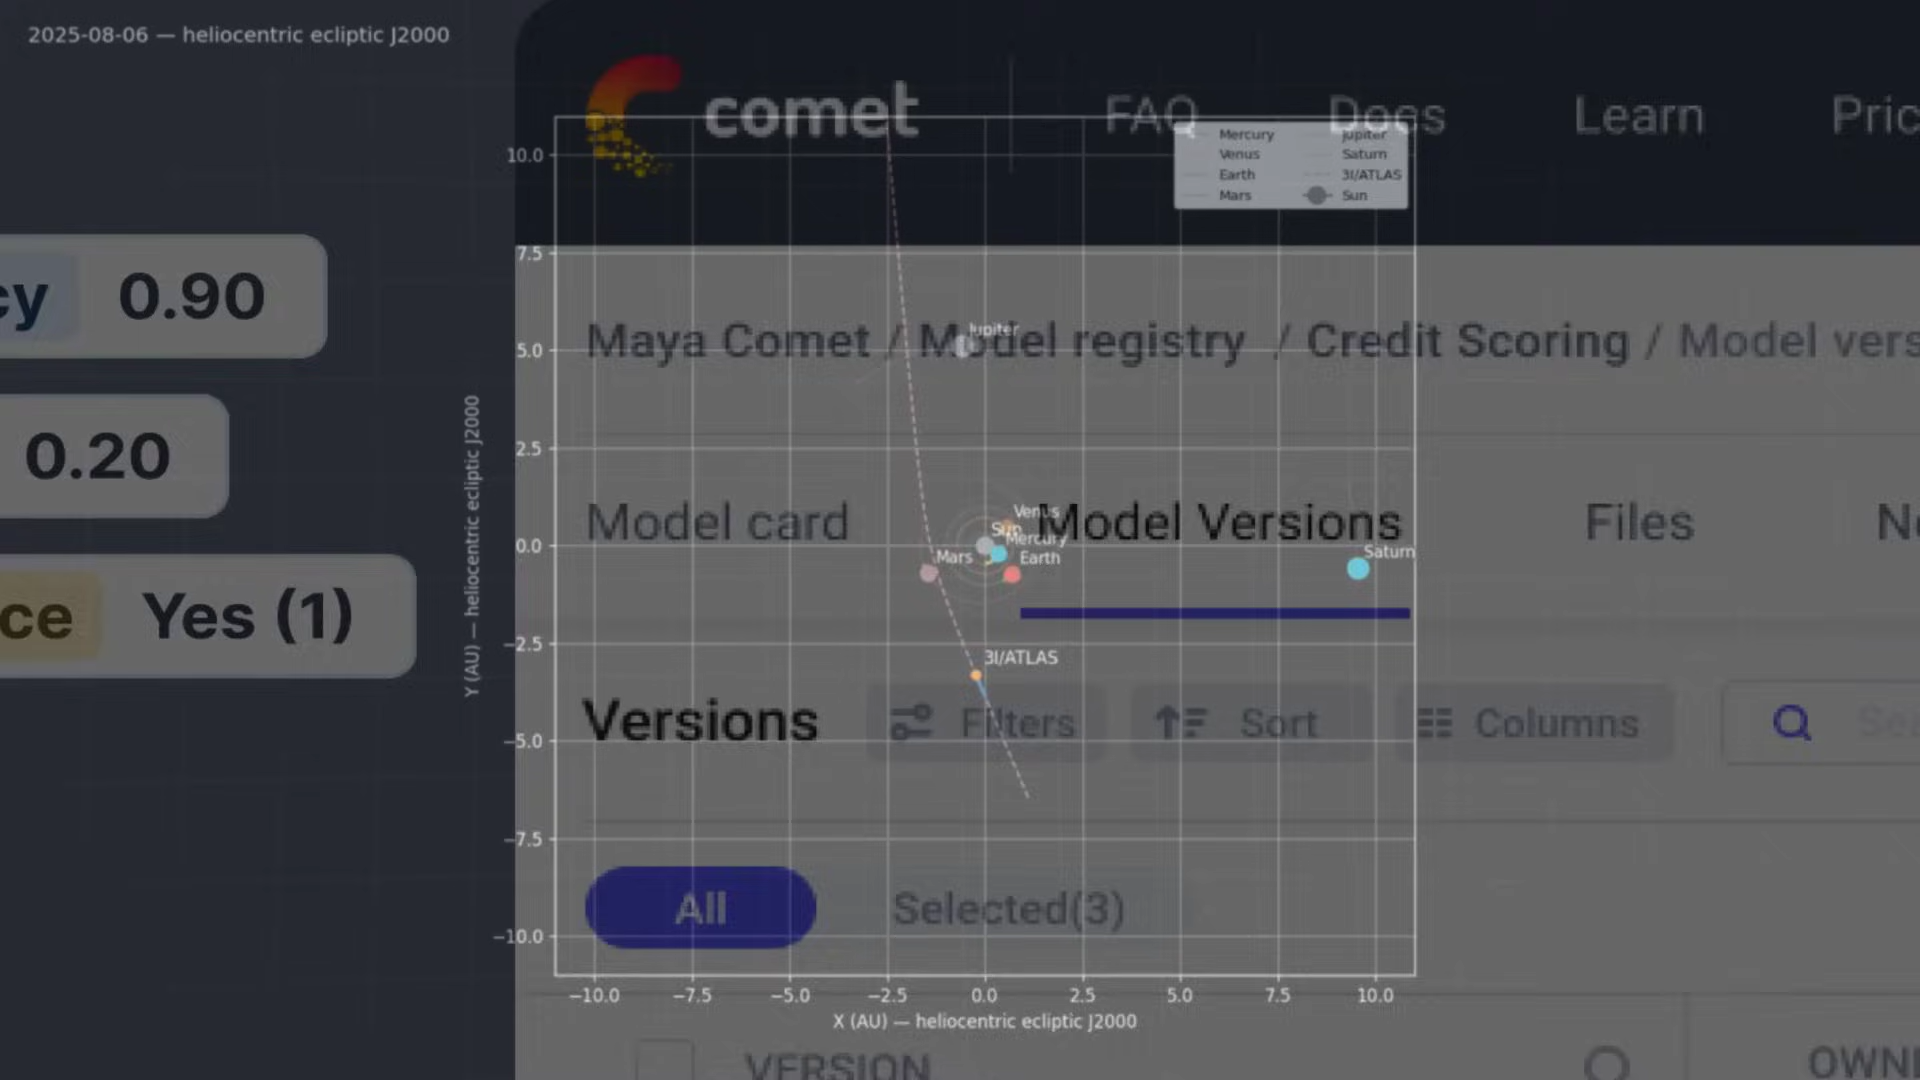 2025-08-06 — heliocentric ecliptic J2000
comet
FAQ
Docs
Learn
Pric
Mercury
Venus
Earth
Mars
Jupiter
Saturn
3I/ATLAS
Sun
cy 0.90
0.20
ce Yes (1)
Maya Comet / Model registry / Credit Scoring / Model vers
Model card
Model Versions
Files
No
Versions
Filters
Sort
Columns
Sea
All
Selected(3)
VERSION
OWN
Jupiter
Venus
Sun
Mercury
Mars
Earth
Saturn
3I/ATLAS
10.0
7.5
5.0
2.5
0.0
−2.5
−5.0
−7.5
−10.0
Y (AU) — heliocentric ecliptic J2000
−10.0 −7.5 −5.0 −2.5 0.0 2.5 5.0 7.5 10.0
X (AU) — heliocentric ecliptic J2000